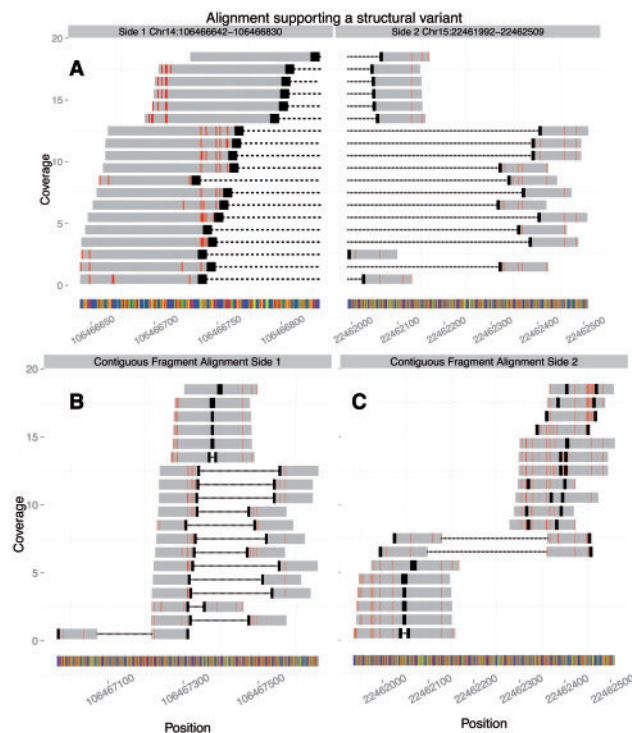 Alignment supporting a structural variant
Side 1 Chr14:106466642−106466830
Side 2 Chr15:22461992−22462509
A
Coverage
20
15
10
5
0
106466650
106466700
106466750
106466800
22462000
22462100
22462200
22462300
22462400
22462500
Contiguous Fragment Alignment Side 1
Contiguous Fragment Alignment Side 2
B
C
Coverage
20
15
10
5
0
106467100
106467300
106467500
22462000
22462100
22462200
22462300
22462400
22462500
Position
Position